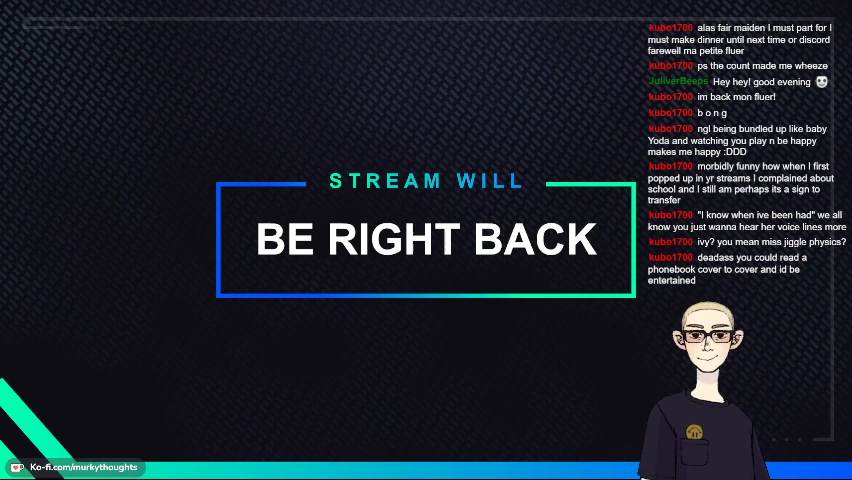 STREAM WILL
BE RIGHT BACK
kubo1700 alas fair maiden I must part for I
must make dinner until next time or discord
farewell ma petite fluer
kubo1700 ps the count made me wheeze
JuliverBeeps Hey hey! good evening
kubo1700 im back mon fluer!
kubo1700 b o n g
kubo1700 ngl being bundled up like baby
Yoda and watching you play n be happy
makes me happy :DDD
kubo1700 morbidly funny how when I first
popped up in yr streams I complained about
school and I still am perhaps its a sign to
transfer
kubo1700 "I know when ive been had" we all
know you just wanna hear her voice lines more
kubo1700 ivy? you mean miss jiggle physics?
kubo1700 deadass you could read a
phonebook cover to cover and id be
entertained
Ko-fi.com/murkythoughts